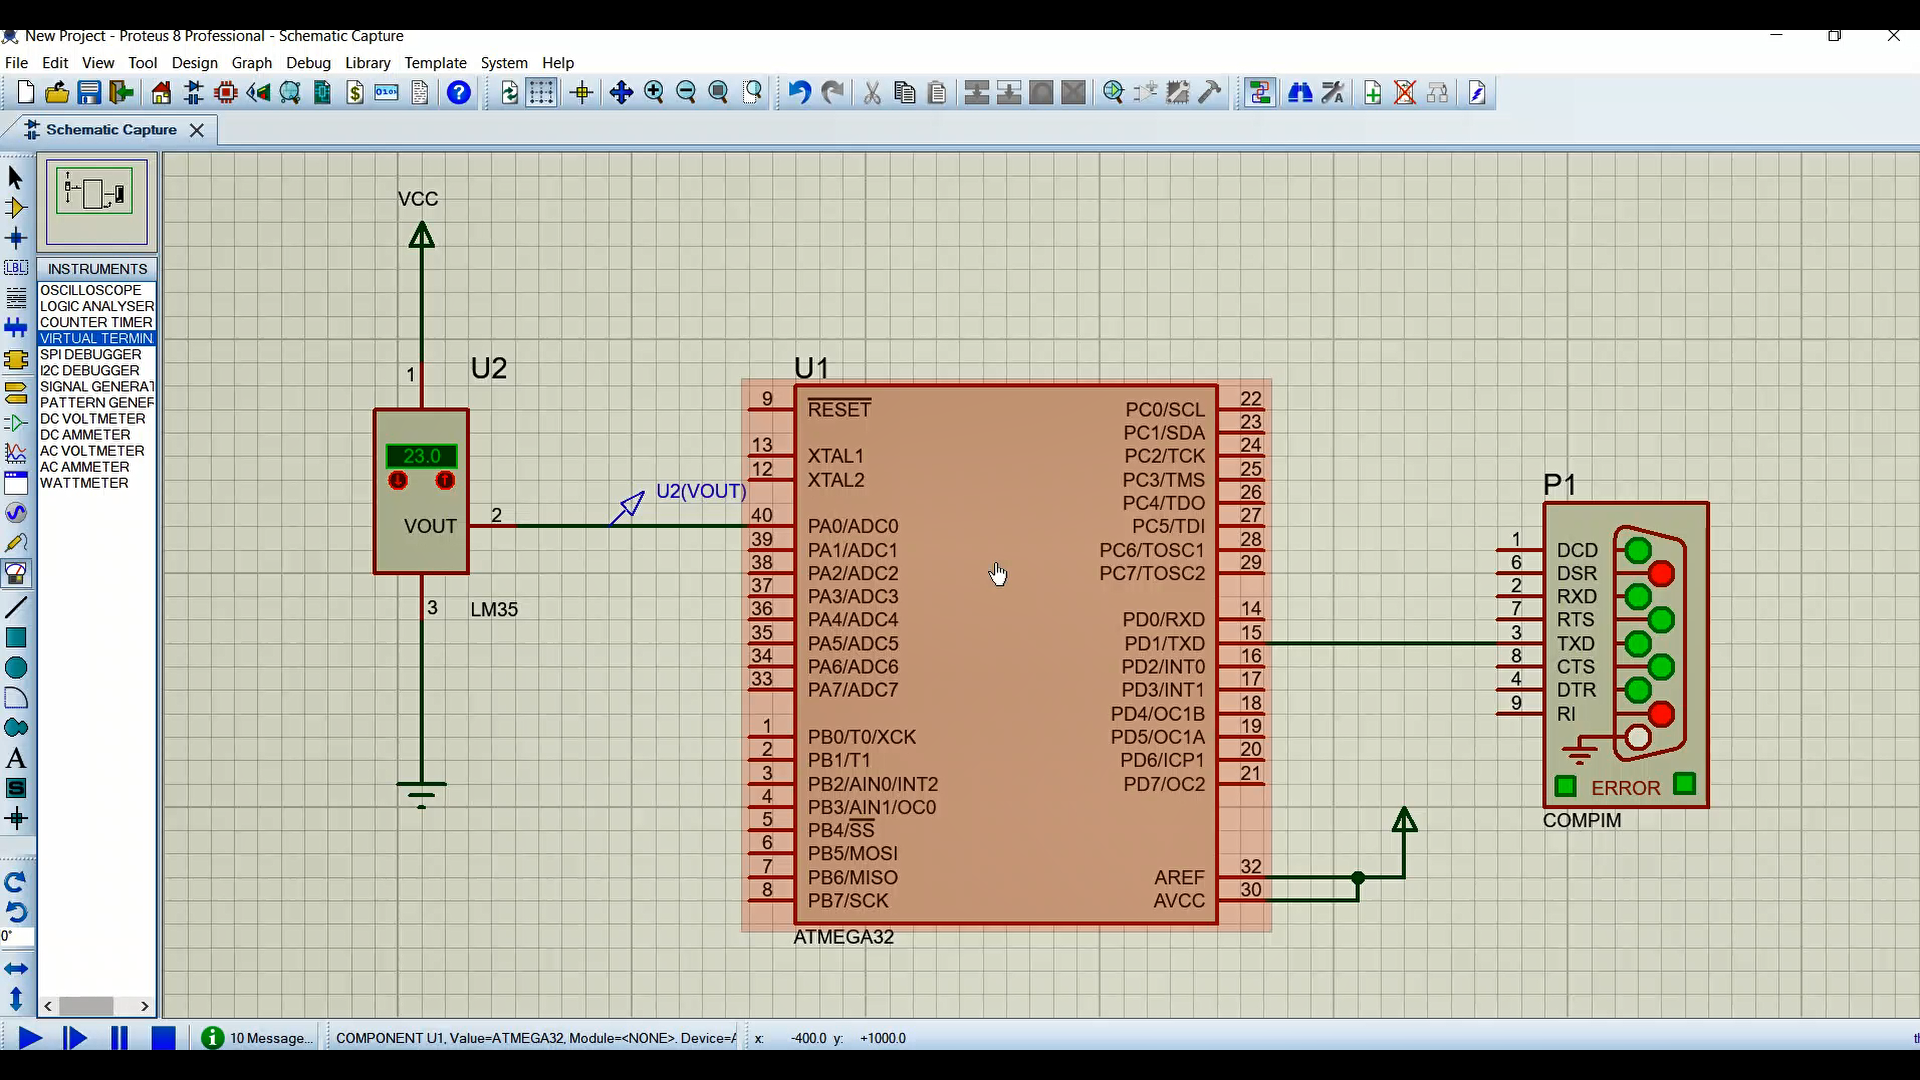 New Project - Proteus 8 Professional - Schematic Capture
File Edit View Tool Design Graph Debug Library Template System Help
Schematic Capture
INSTRUMENTS
OSCILLOSCOPE
LOGIC ANALYSER
COUNTER TIMER
VIRTUAL TERMIN
SPI DEBUGGER
I2C DEBUGGER
SIGNAL GENERAT
PATTERN GENER
DC VOLTMETER
DC AMMETER
AC VOLTMETER
AC AMMETER
WATTMETER
LBL
A
S
0°
VCC
1
U2
23.0
VOUT
2
3
LM35
U2(VOUT)
U1
9 RESET
13 XTAL1
12 XTAL2
40 PA0/ADC0
39 PA1/ADC1
38 PA2/ADC2
37 PA3/ADC3
36 PA4/ADC4
35 PA5/ADC5
34 PA6/ADC6
33 PA7/ADC7
1 PB0/T0/XCK
2 PB1/T1
3 PB2/AIN0/INT2
4 PB3/AIN1/OC0
5 PB4/SS
6 PB5/MOSI
7 PB6/MISO
8 PB7/SCK
PC0/SCL 22
PC1/SDA 23
PC2/TCK 24
PC3/TMS 25
PC4/TDO 26
PC5/TDI 27
PC6/TOSC1 28
PC7/TOSC2 29
PD0/RXD 14
PD1/TXD 15
PD2/INT0 16
PD3/INT1 17
PD4/OC1B 18
PD5/OC1A 19
PD6/ICP1 20
PD7/OC2 21
AREF 32
AVCC 30
ATMEGA32
P1
1 DCD
6 DSR
2 RXD
7 RTS
3 TXD
8 CTS
4 DTR
9 RI
ERROR
COMPIM
10 Message...
COMPONENT U1, Value=ATMEGA32, Module=<NONE>. Device=A
x: -400.0 y: +1000.0
th